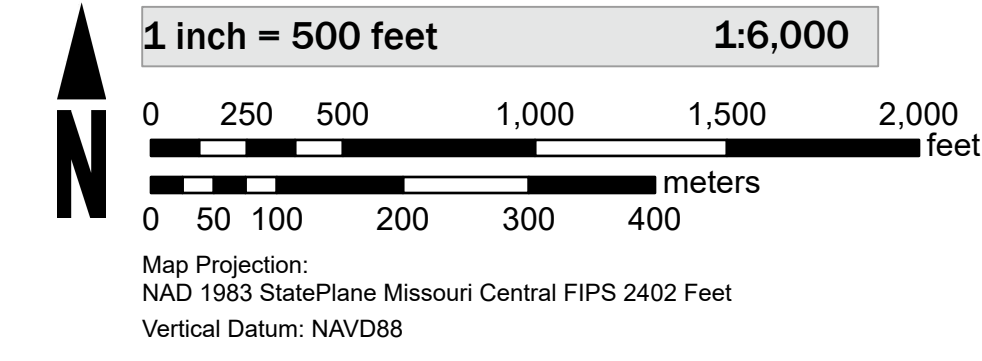 1 inch = 500 feet 1:6,000
0 250 500 1,000 1,500 2,000
feet
N
meters
0 50 100 200 300 400
Map Projection:
NAD 1983 StatePlane Missouri Central FIPS 2402 Feet
Vertical Datum: NAVD88